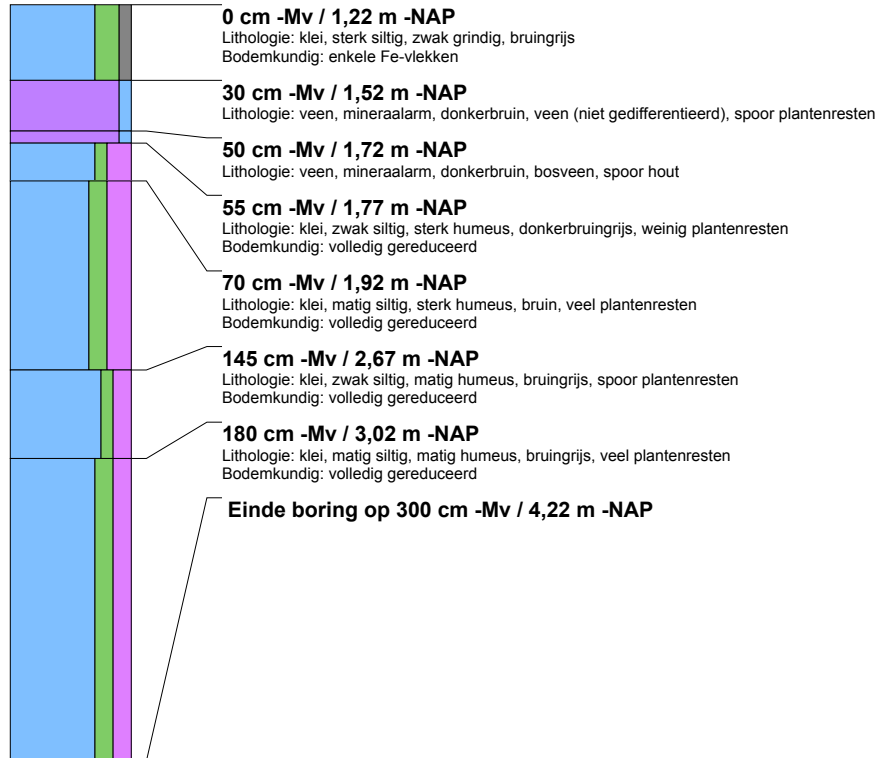 0 cm -Mv / 1,22 m -NAP
Lithologie: klei, sterk siltig, zwak grindig, bruingrijs
Bodemkundig: enkele Fe-vlekken
30 cm -Mv / 1,52 m -NAP
Lithologie: veen, mineraalarm, donkerbruin, veen (niet gedifferentieerd), spoor plantenresten
50 cm -Mv / 1,72 m -NAP
Lithologie: veen, mineraalarm, donkerbruin, bosveen, spoor hout
55 cm -Mv / 1,77 m -NAP
Lithologie: klei, zwak siltig, sterk humeus, donkerbruingrijs, weinig plantenresten
Bodemkundig: volledig gereduceerd
70 cm -Mv / 1,92 m -NAP
Lithologie: klei, matig siltig, sterk humeus, bruin, veel plantenresten
Bodemkundig: volledig gereduceerd
145 cm -Mv / 2,67 m -NAP
Lithologie: klei, zwak siltig, matig humeus, bruingrijs, spoor plantenresten
Bodemkundig: volledig gereduceerd
180 cm -Mv / 3,02 m -NAP
Lithologie: klei, matig siltig, matig humeus, bruingrijs, veel plantenresten
Bodemkundig: volledig gereduceerd
Einde boring op 300 cm -Mv / 4,22 m -NAP